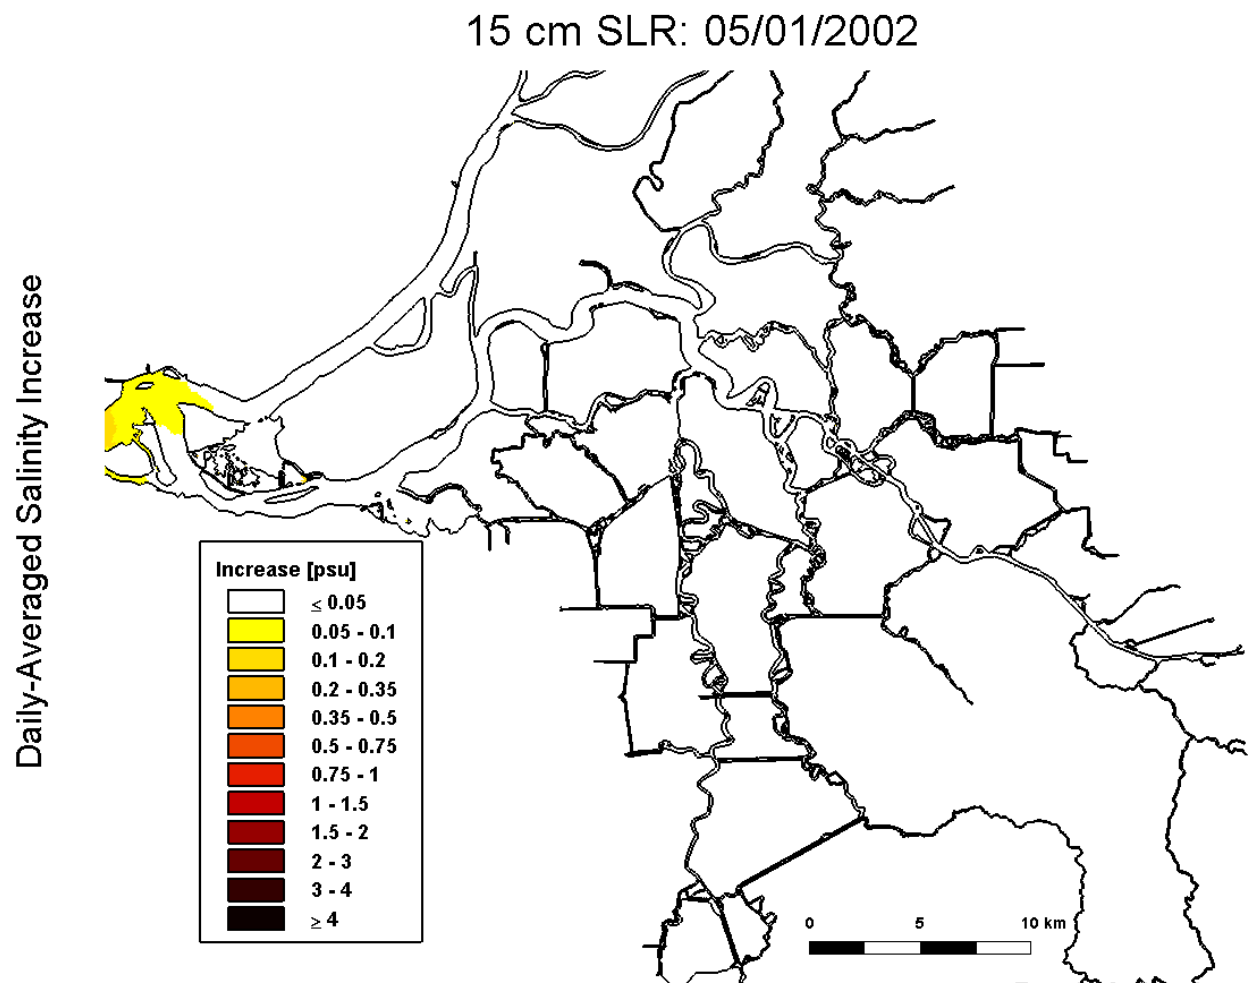 15 cm SLR: 05/01/2002
Daily-Averaged Salinity Increase
Increase [psu]
≤ 0.05
0.05 - 0.1
0.1 - 0.2
0.2 - 0.35
0.35 - 0.5
0.5 - 0.75
0.75 - 1
1 - 1.5
1.5 - 2
2 - 3
3 - 4
≥ 4
0 5 10 km